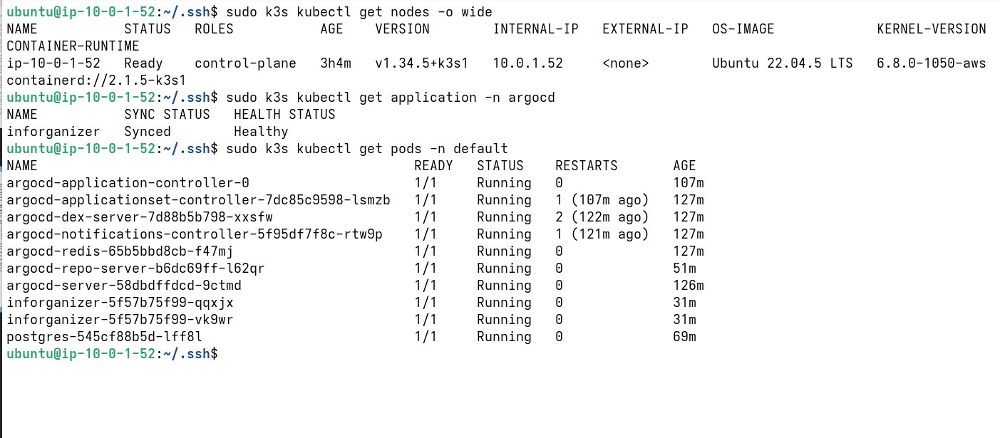 ubuntu@ip-10-0-1-52:~/.ssh$ sudo k3s kubectl get nodes -o wide
NAME           STATUS   ROLES           AGE    VERSION        INTERNAL-IP   EXTERNAL-IP   OS-IMAGE             KERNEL-VERSION
CONTAINER-RUNTIME
ip-10-0-1-52   Ready    control-plane   3h4m   v1.34.5+k3s1   10.0.1.52     <none>        Ubuntu 22.04.5 LTS   6.8.0-1050-aws
containerd://2.1.5-k3s1
ubuntu@ip-10-0-1-52:~/.ssh$ sudo k3s kubectl get application -n argocd
NAME           SYNC STATUS   HEALTH STATUS
inforganizer   Synced        Healthy
ubuntu@ip-10-0-1-52:~/.ssh$ sudo k3s kubectl get pods -n default
NAME                                                READY   STATUS    RESTARTS       AGE
argocd-application-controller-0                     1/1     Running   0              107m
argocd-applicationset-controller-7dc85c9598-lsmzb   1/1     Running   1 (107m ago)   127m
argocd-dex-server-7d88b5b798-xxsfw                  1/1     Running   2 (122m ago)   127m
argocd-notifications-controller-5f95df7f8c-rtw9p    1/1     Running   1 (121m ago)   127m
argocd-redis-65b5bbd8cb-f47mj                       1/1     Running   0              127m
argocd-repo-server-b6dc69ff-l62qr                   1/1     Running   0              51m
argocd-server-58dbdffdcd-9ctmd                      1/1     Running   0              126m
inforganizer-5f57b75f99-qqxjx                       1/1     Running   0              31m
inforganizer-5f57b75f99-vk9wr                       1/1     Running   0              31m
postgres-545cf88b5d-lff8l                           1/1     Running   0              69m
ubuntu@ip-10-0-1-52:~/.ssh$